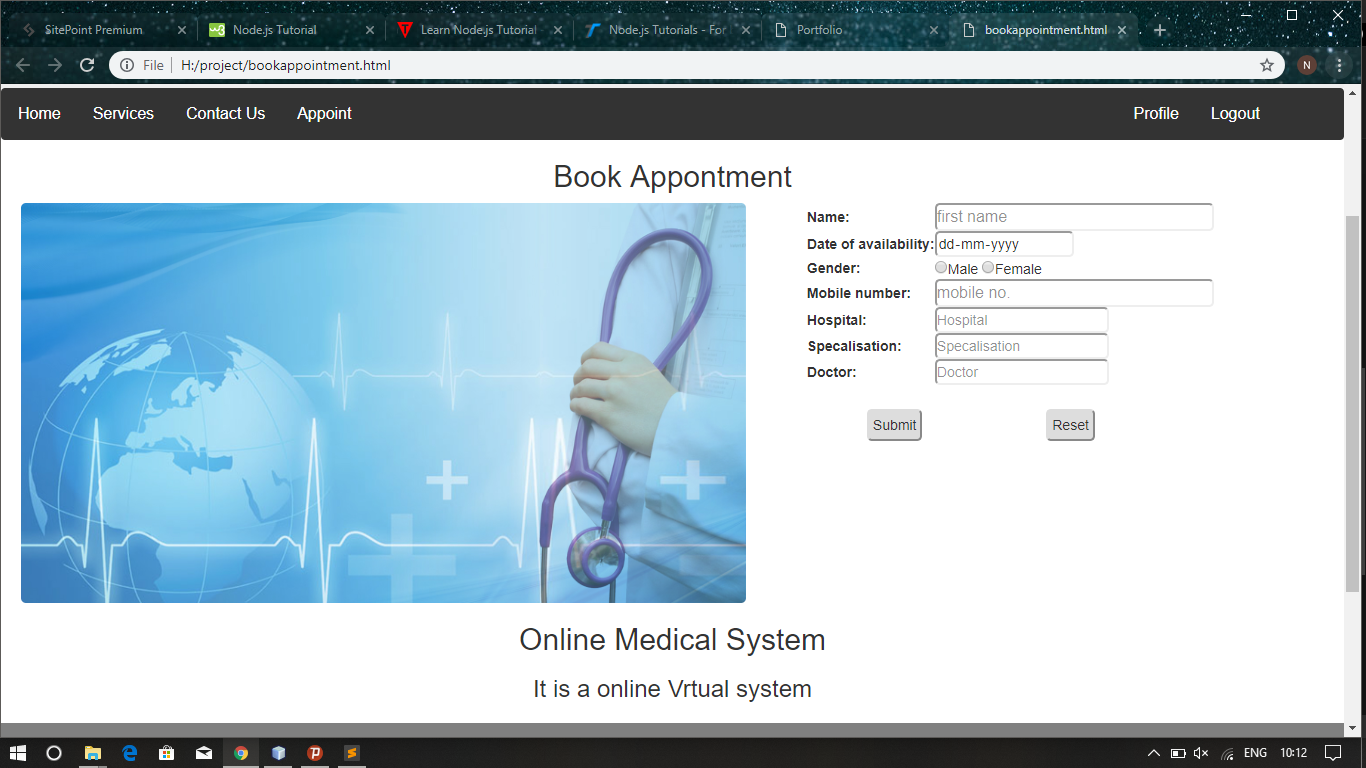 SitePoint Premium Node.js Tutorial Learn Node.js Tutorial Node.js Tutorials - For Portfolio bookappointment.html
File H:/project/bookappointment.html N
Home Services Contact Us Appoint Profile Logout
Book Appontment
Name: first name
Date of availability: dd-mm-yyyy
Gender: Male Female
Mobile number: mobile no.
Hospital: Hospital
Specalisation: Specalisation
Doctor: Doctor
Submit Reset
Online Medical System
It is a online Vrtual system
ENG 10:12